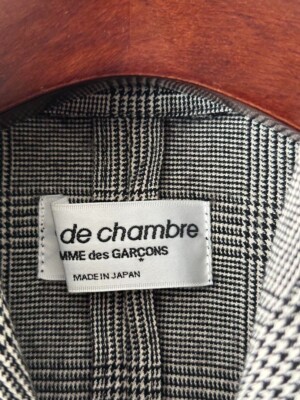 de chambre
MME des GARÇONS
MADE IN JAPAN